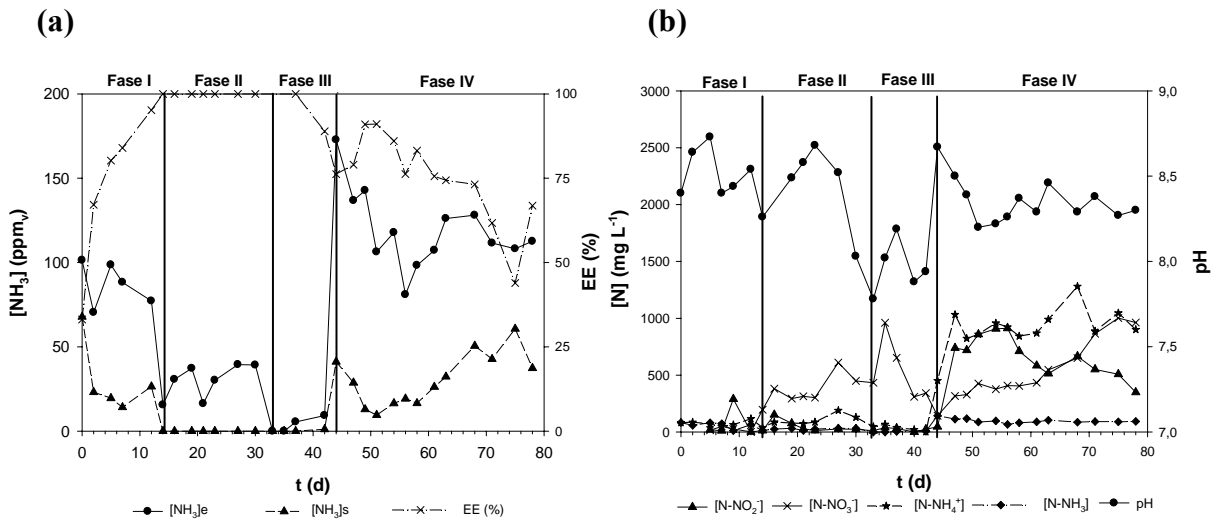 (a)
Fase I Fase II Fase III Fase IV
200
150
100
50
0
[NH3] (ppmv)
100
75
50
25
0
EE (%)
0 10 20 30 40 50 60 70 80
t (d)
[NH3]e [NH3]s EE (%)
(b)
Fase I Fase II Fase III Fase IV
3000
2500
2000
1500
1000
500
0
[N] (mg L-1)
9,0
8,5
8,0
7,5
7,0
pH
0 10 20 30 40 50 60 70 80
t (d)
[N-NO2-] [N-NO3-] [N-NH4+] [N-NH3] pH